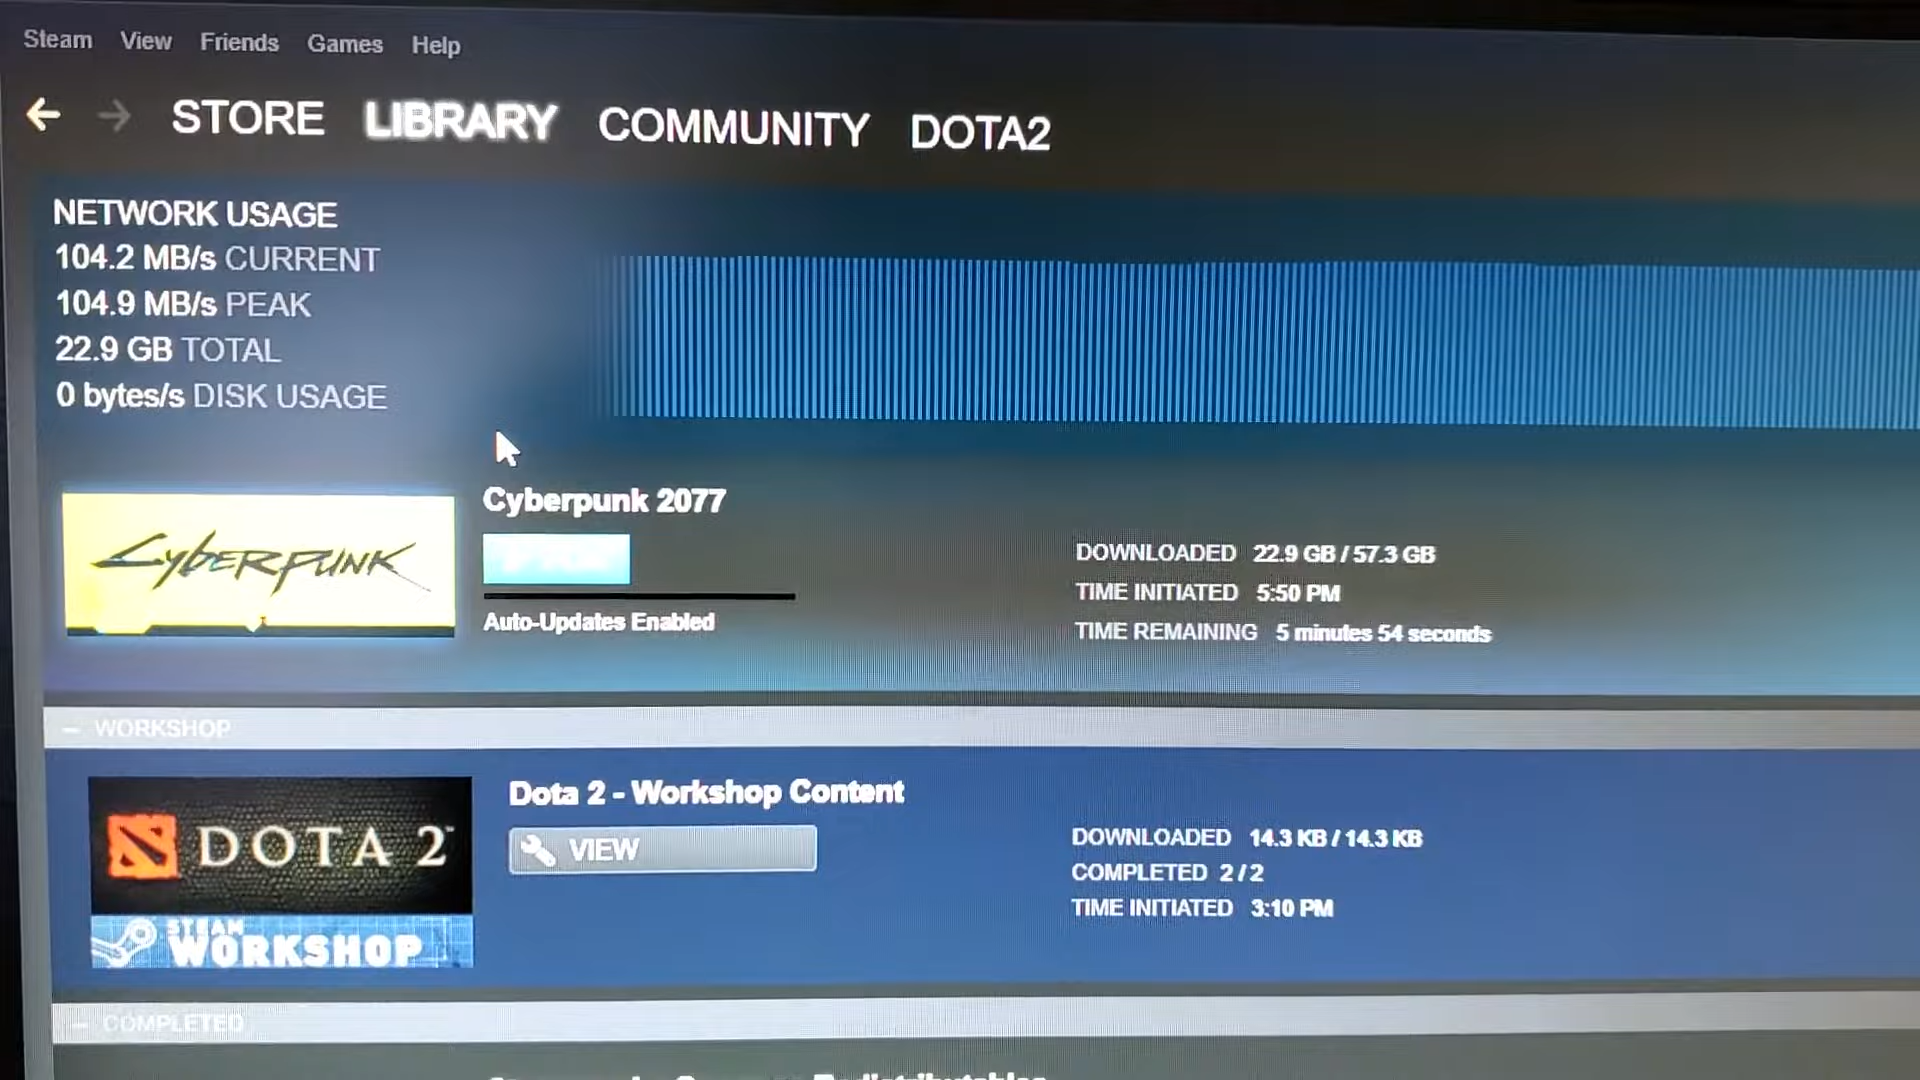 Steam View Friends Games Help
STORE LIBRARY COMMUNITY DOTA2
NETWORK USAGE
104.2 MB/s CURRENT
104.9 MB/s PEAK
22.9 GB TOTAL
0 bytes/s DISK USAGE
CYBERPUNK
Cyberpunk 2077
Auto-Updates Enabled
DOWNLOADED 22.9 GB / 57.3 GB
TIME INITIATED 5:50 PM
TIME REMAINING 5 minutes 54 seconds
WORKSHOP
DOTA 2™
STEAM
WORKSHOP
Dota 2 - Workshop Content
VIEW
DOWNLOADED 14.3 KB / 14.3 KB
COMPLETED 2 / 2
TIME INITIATED 3:10 PM
COMPLETED